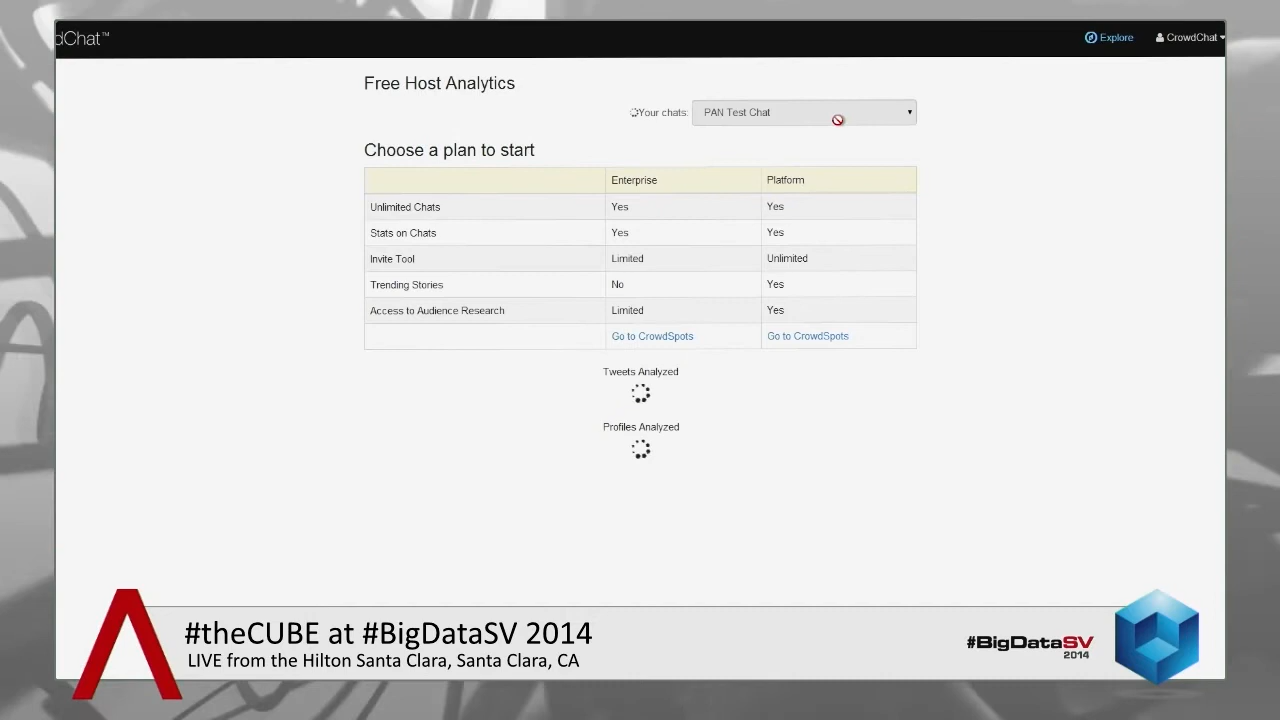 dChat™
Explore
CrowdChat
Free Host Analytics
Your chats: PAN Test Chat
Choose a plan to start
Enterprise Platform
Unlimited Chats Yes Yes
Stats on Chats Yes Yes
Invite Tool Limited Unlimited
Trending Stories No Yes
Access to Audience Research Limited Yes
Go to CrowdSpots Go to CrowdSpots
Tweets Analyzed
Profiles Analyzed
#theCUBE at #BigDataSV 2014
LIVE from the Hilton Santa Clara, Santa Clara, CA
#BigDataSV
2014